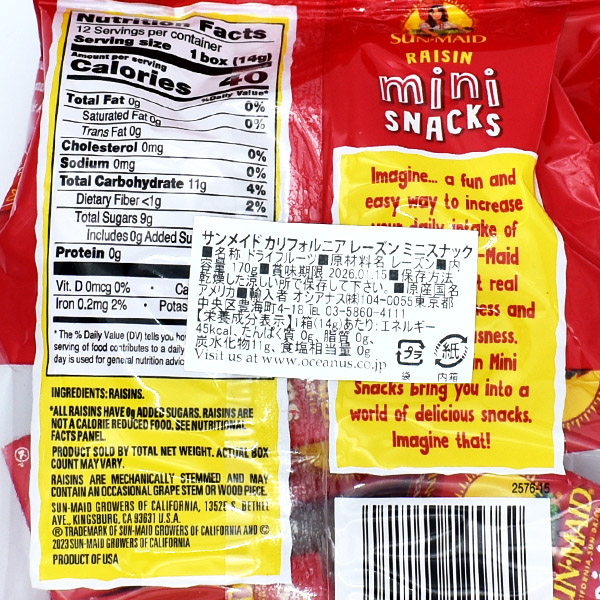 Nutrition Facts
12 Servings per container
Serving size 1 box (14g)
Amount per serving
Calories 40
%Daily Value*
Total Fat 0g 0%
Saturated Fat 0g 0%
Trans Fat 0g
Cholesterol 0mg 0%
Sodium 0mg 0%
Total Carbohydrate 11g 4%
Dietary Fiber <1g 2%
Total Sugars 9g
Includes 0g Added Su
Protein 0g
Vit. D 0mcg 0% •
Iron 0.2mg 2% • Potas
*The % Daily Value (DV) tells you how
serving of food contributes to a daily
day is used for general nutrition advic
INGREDIENTS: RAISINS.
*ALL RAISINS HAVE 0g ADDED SUGARS. RAISINS ARE
NOT A CALORIE REDUCED FOOD. SEE NUTRITIONAL
FACTS PANEL.
PRODUCT SOLD BY TOTAL NET WEIGHT. ACTUAL BOX
COUNT MAY VARY.
RAISINS ARE MECHANICALLY STEMMED AND MAY
CONTAIN AN OCCASIONAL GRAPE STEM OR WOOD PIECE.
SUN-MAID GROWERS OF CALIFORNIA, 13525 S. BETHEL
AVE., KINGSBURG, CA 93631 U.S.A.
® TRADEMARK OF SUN-MAID GROWERS OF CALIFORNIA AND ©
2023 SUN-MAID GROWERS OF CALIFORNIA
PRODUCT OF USA
サンメイド カリフォルニア レーズン ミニスナック
■名称 ドライフルーツ■原材料名 レーズン■内
容量 170g■賞味期限 2026.01.15■保存方法
乾燥した涼しい所で保存して下さい。■原産国名
アメリカ■輸入者 オシアナス㈱104-0055東京都
中央区豊海町4-18 ℡ 03-5860-4111
【栄養成分表示】1箱(14g)あたり:エネルギー
45kcal、たんぱく質 0g、脂質 0g、
炭水化物11g、食塩相当量 0g
Visit us at www.oceanus.co.jp
プラ
袋
紙
内箱
SUN-MAID
RAISIN
mini
SNACKS
Imagine... a fun and
easy way to increase
your daily intake of
-Maid
real
ess and
usness.
n Mini
Snacks bring you into a
world of delicious snacks.
Imagine that!
2576-15
UN-MAID